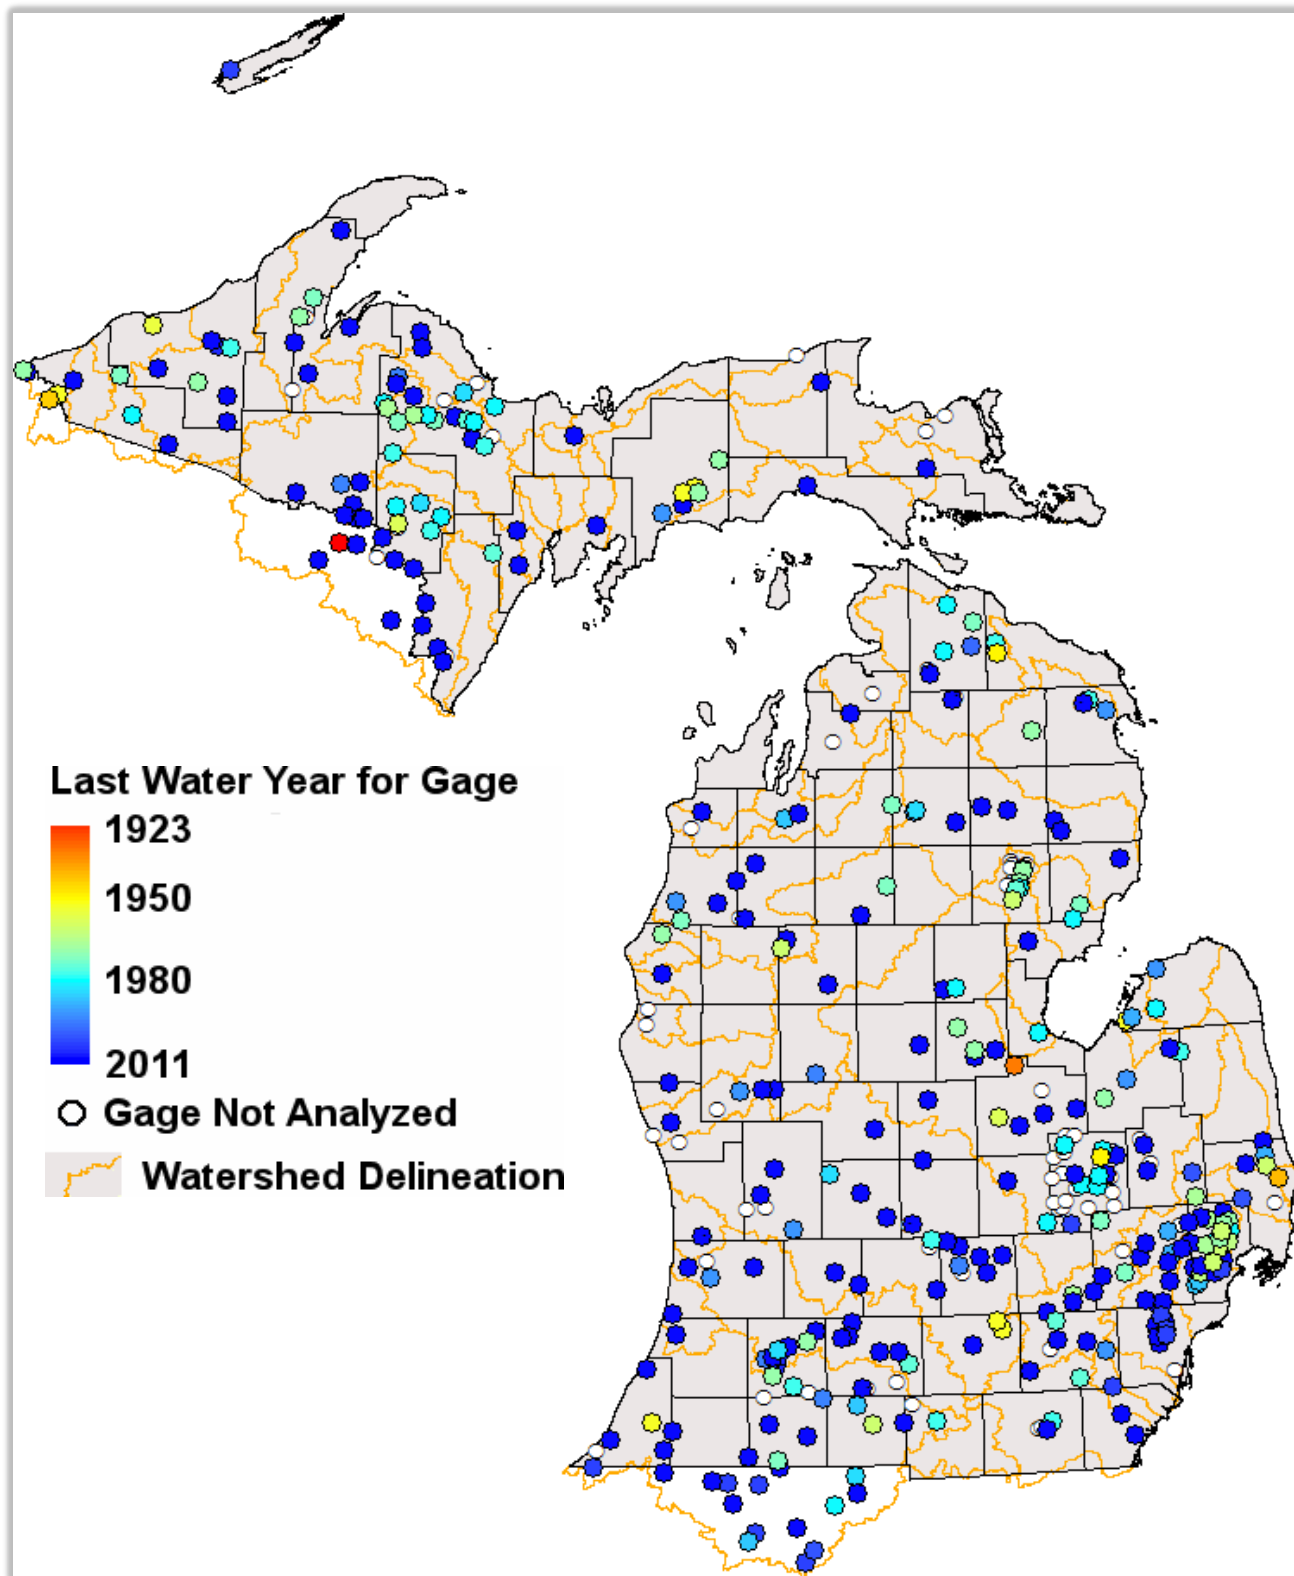 Last Water Year for Gage
1923
1950
1980
2011
Gage Not Analyzed
Watershed Delineation